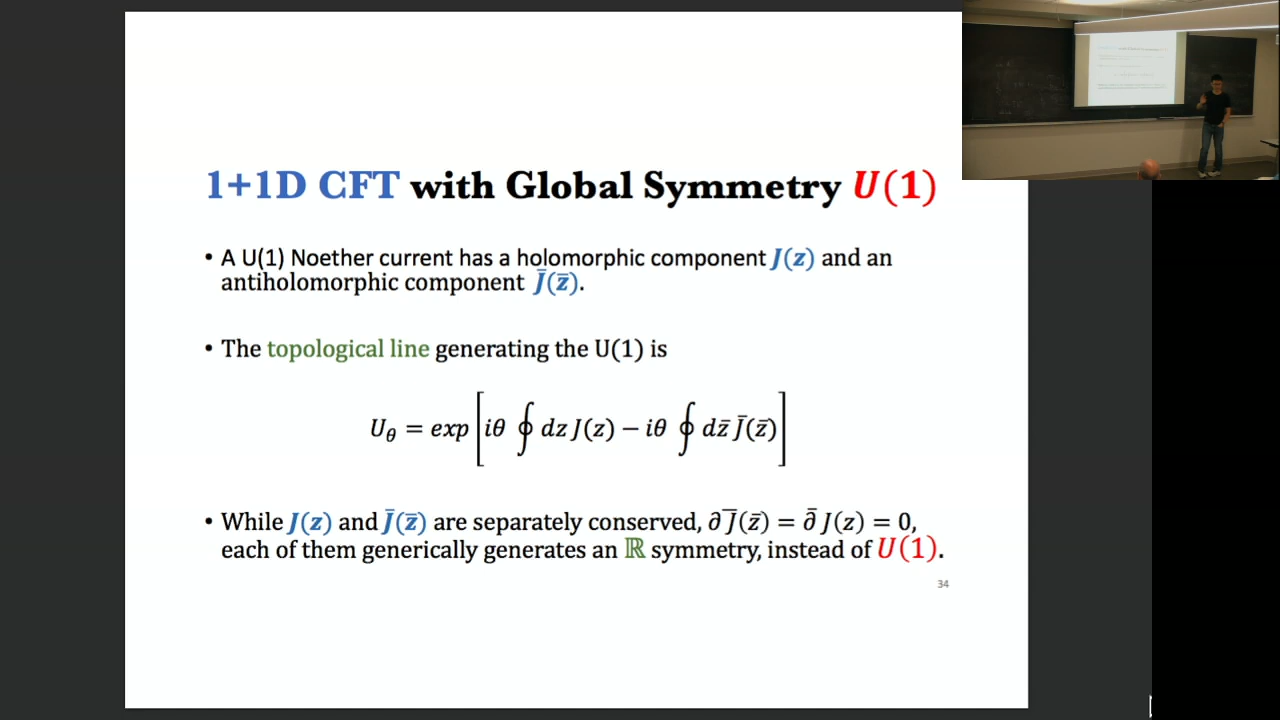 1+1D CFT with Global Symmetry U(1)
• A U(1) Noether current has a holomorphic component J(z) and an
antiholomorphic component J̄(z̄).
• The topological line generating the U(1) is
U_θ = exp [iθ ∮ dz J(z) − iθ ∮ dz̄ J̄(z̄)]
• While J(z) and J̄(z̄) are separately conserved, ∂J̄(z̄) = ∂̄ J(z) = 0,
each of them generically generates an ℝ symmetry, instead of U(1).
34